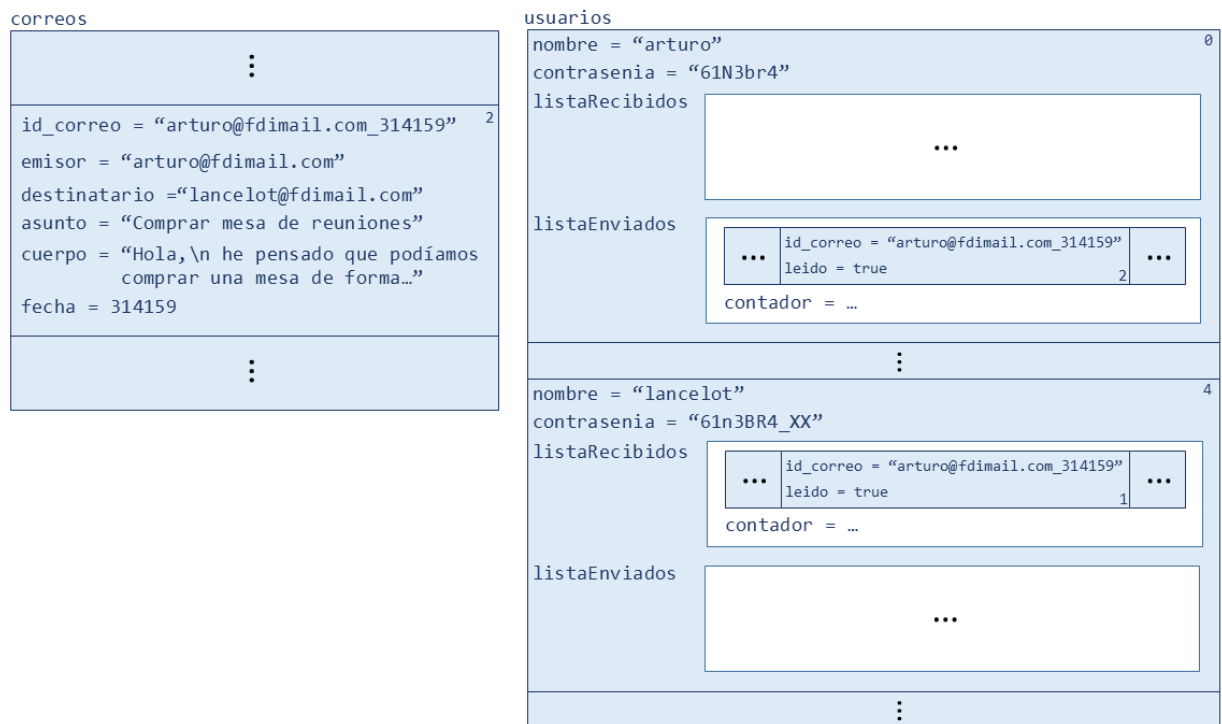 correos
⋮
id_correo = “arturo@fdimail.com_314159” 2
emisor = “arturo@fdimail.com”
destinatario =“lancelot@fdimail.com”
asunto = “Comprar mesa de reuniones”
cuerpo = “Hola,\n he pensado que podíamos
comprar una mesa de forma…”
fecha = 314159
⋮
usuarios
nombre = “arturo” 0
contrasenia = “61N3br4”
listaRecibidos
...
listaEnviados
... id_correo = “arturo@fdimail.com_314159” ...
leido = true 2
contador = …
⋮
nombre = “lancelot” 4
contrasenia = “61n3BR4_XX”
listaRecibidos
... id_correo = “arturo@fdimail.com_314159” ...
leido = true 1
contador = …
listaEnviados
...
⋮